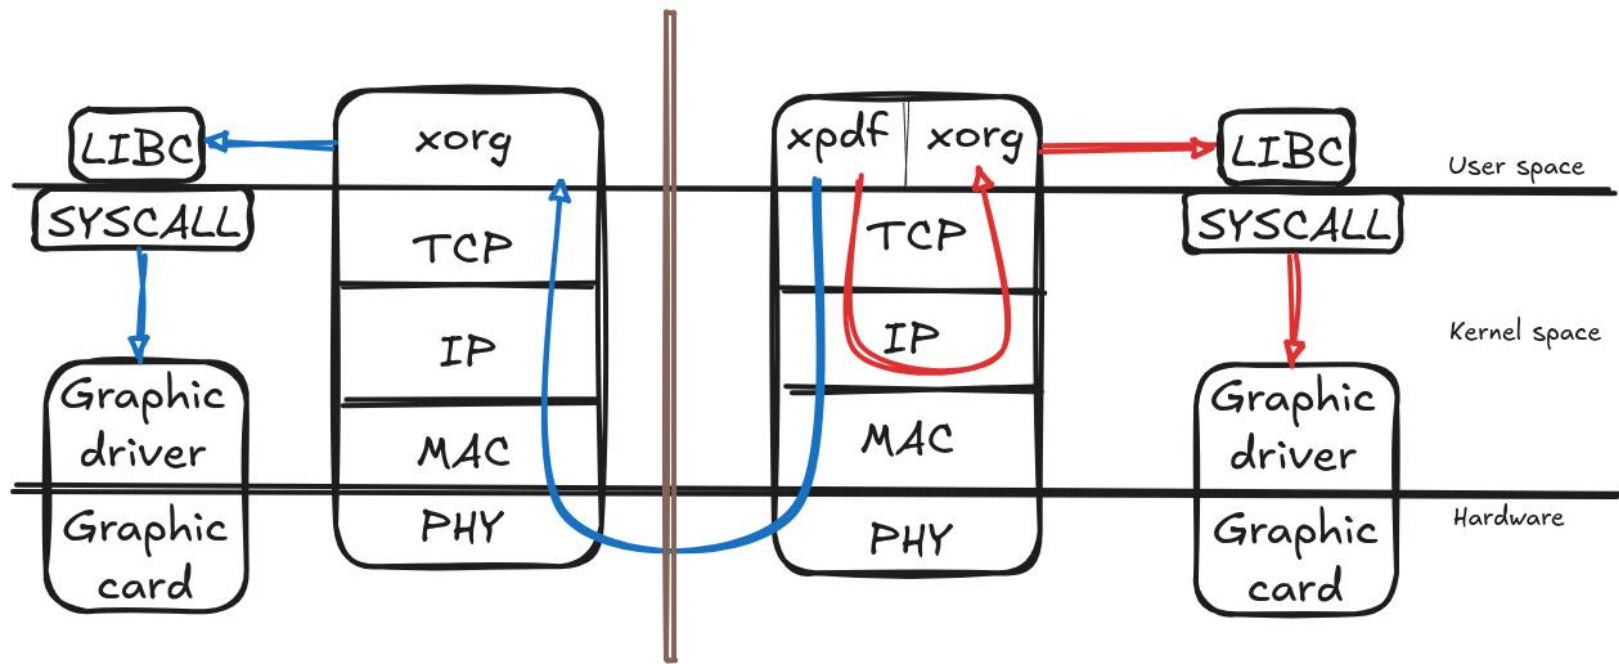 LIBC
SYSCALL
Graphic
driver
Graphic
card
xorg
TCP
IP
MAC
PHY
xpdf
xorg
TCP
IP
MAC
PHY
LIBC
SYSCALL
Graphic
driver
Graphic
card
User space
Kernel space
Hardware